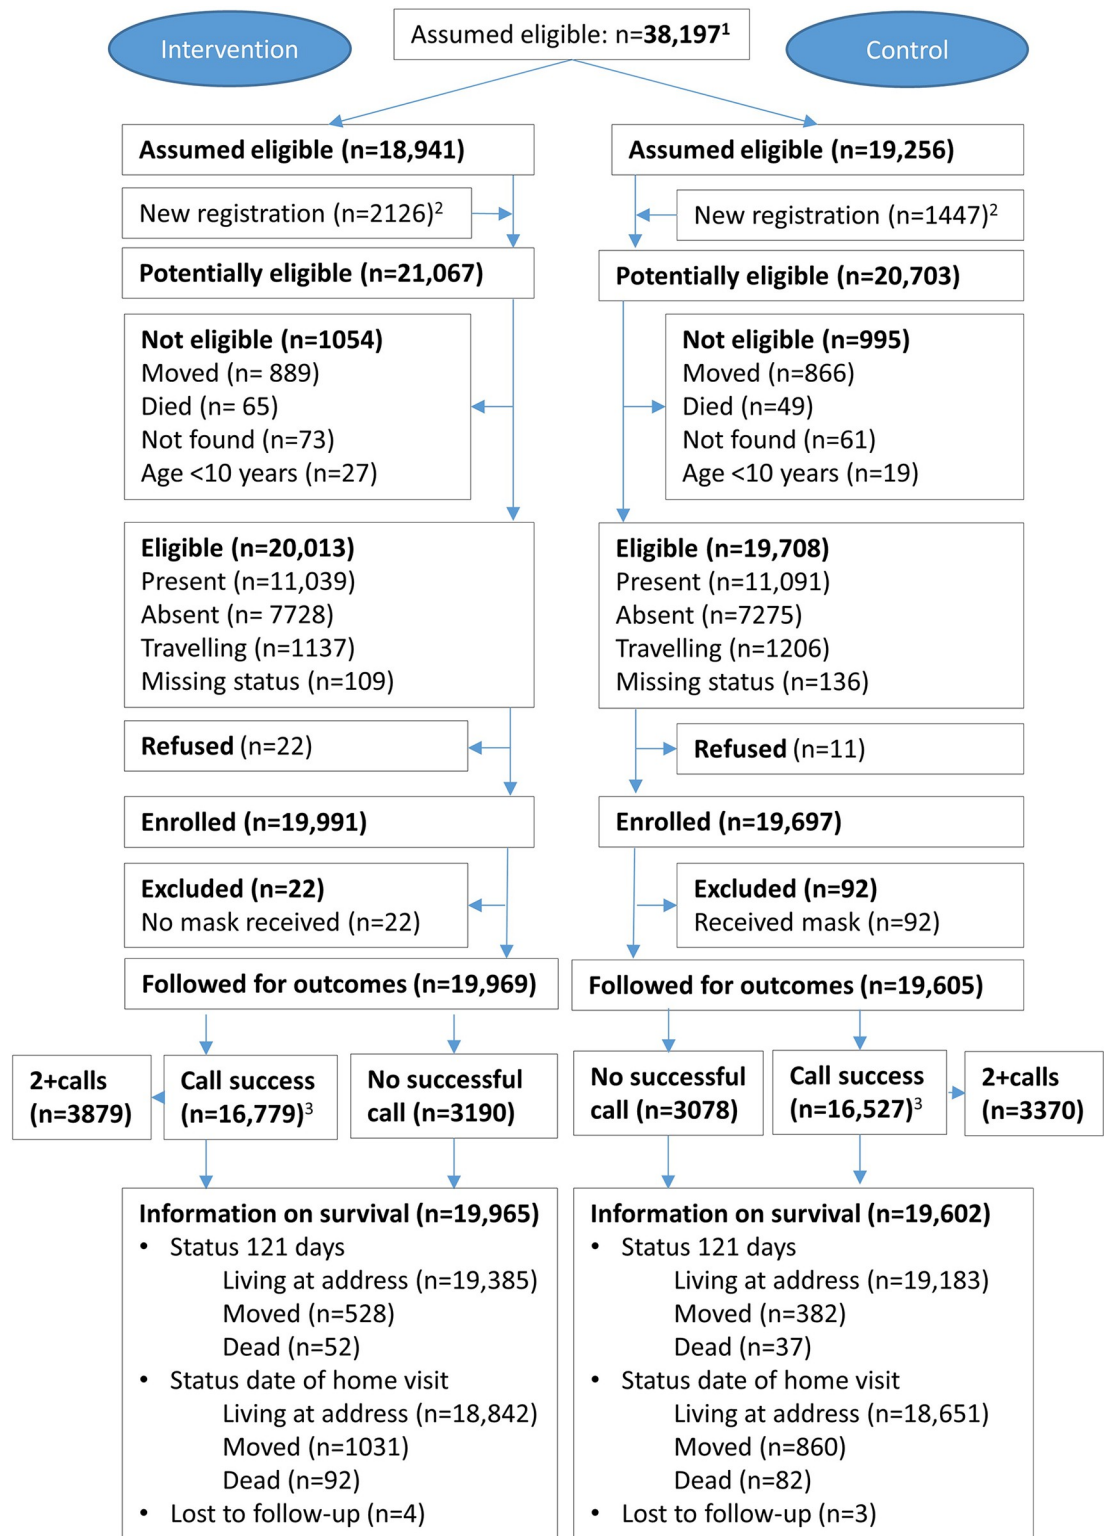 Intervention
Assumed eligible: n=38,197¹
Control
Assumed eligible (n=18,941)
New registration (n=2126)²
Potentially eligible (n=21,067)
Not eligible (n=1054)
Moved (n= 889)
Died (n= 65)
Not found (n=73)
Age <10 years (n=27)
Eligible (n=20,013)
Present (n=11,039)
Absent (n= 7728)
Travelling (n=1137)
Missing status (n=109)
Refused (n=22)
Enrolled (n=19,991)
Excluded (n=22)
No mask received (n=22)
Followed for outcomes (n=19,969)
2+calls
(n=3879)
Call success
(n=16,779)³
No successful
call (n=3190)
Information on survival (n=19,965)
• Status 121 days
Living at address (n=19,385)
Moved (n=528)
Dead (n=52)
• Status date of home visit
Living at address (n=18,842)
Moved (n=1031)
Dead (n=92)
• Lost to follow-up (n=4)
Assumed eligible (n=19,256)
New registration (n=1447)²
Potentially eligible (n=20,703)
Not eligible (n=995)
Moved (n=866)
Died (n=49)
Not found (n=61)
Age <10 years (n=19)
Eligible (n=19,708)
Present (n=11,091)
Absent (n=7275)
Travelling (n=1206)
Missing status (n=136)
Refused (n=11)
Enrolled (n=19,697)
Excluded (n=92)
Received mask (n=92)
Followed for outcomes (n=19,605)
No successful
call (n=3078)
Call success
(n=16,527)³
2+calls
(n=3370)
Information on survival (n=19,602)
• Status 121 days
Living at address (n=19,183)
Moved (n=382)
Dead (n=37)
• Status date of home visit
Living at address (n=18,651)
Moved (n=860)
Dead (n=82)
• Lost to follow-up (n=3)